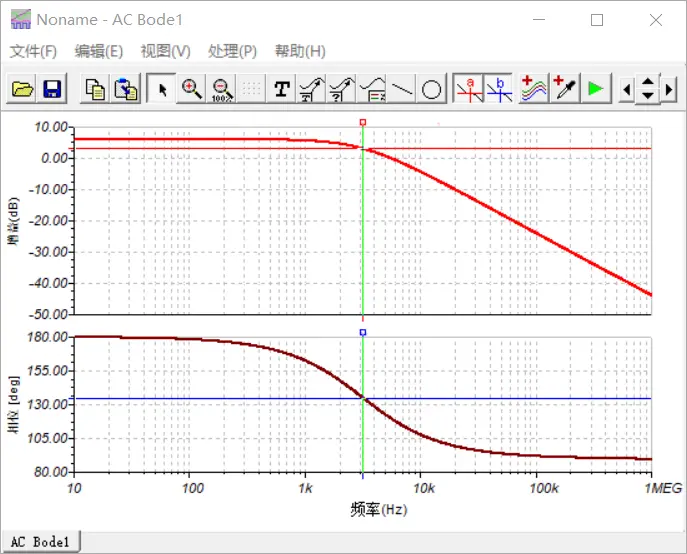 Noname - AC Bode1
文件(F) 编辑(E) 视图(V) 处理(P) 帮助(H)
100% T T ? a b
10.00
0.00
-10.00
-20.00
-30.00
-40.00
-50.00
增益(dB)
180.00
155.00
130.00
105.00
80.00
相位 [deg]
10 100 1k 10k 100k 1MEG
频率(Hz)
AC Bode1